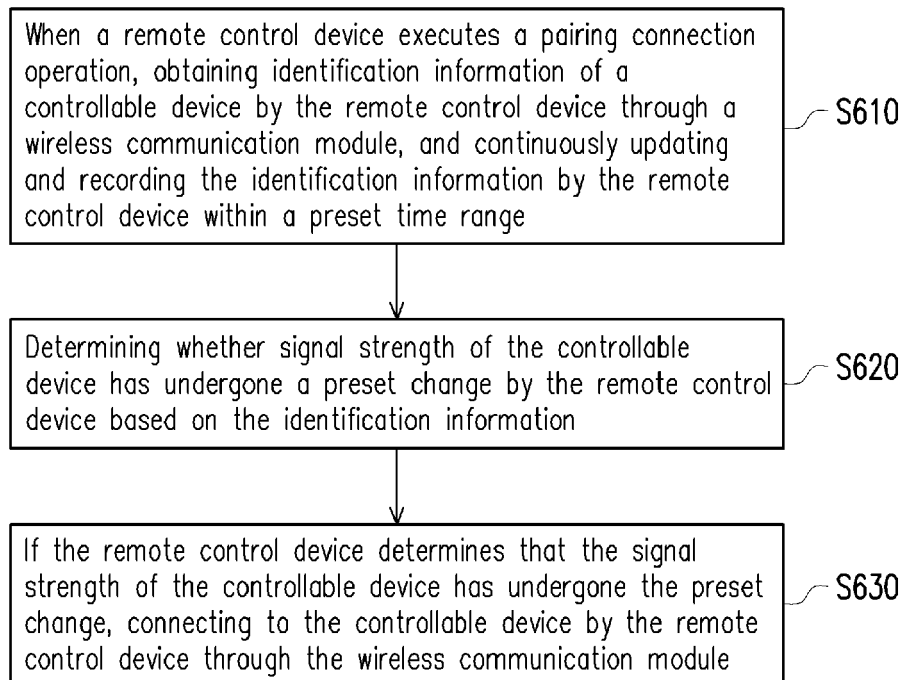 When a remote control device executes a pairing connection
operation, obtaining identification information of a
controllable device by the remote control device through a
wireless communication module, and continuously updating
and recording the identification information by the remote
control device within a preset time range
S610
Determining whether signal strength of the controllable
device has undergone a preset change by the remote control
device based on the identification information
S620
If the remote control device determines that the signal
strength of the controllable device has undergone the preset
change, connecting to the controllable device by the remote
control device through the wireless communication module
S630